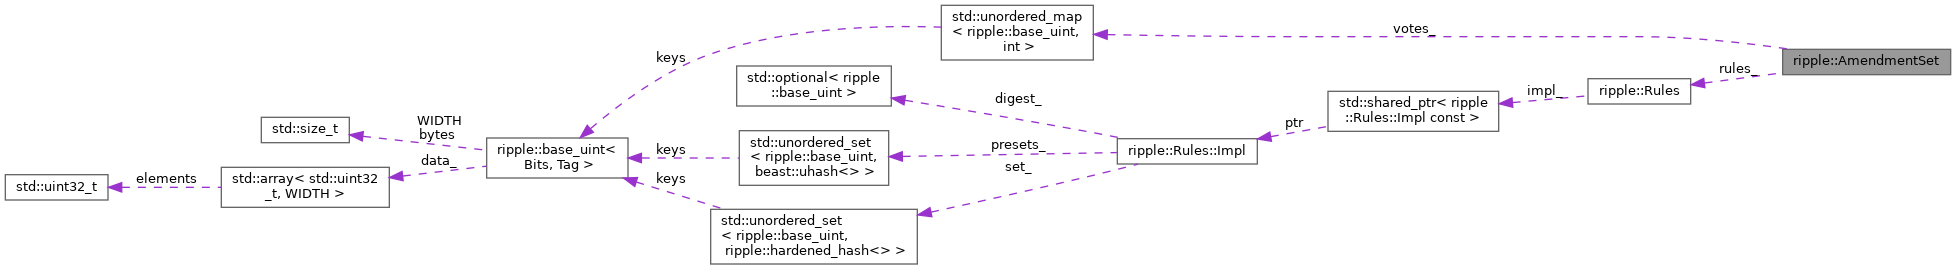 std::unordered_map
< ripple::base_uint,
int >
votes_
ripple::AmendmentSet
keys
rules_
std::optional< ripple
::base_uint >
ripple::Rules
digest_
impl_
std::shared_ptr< ripple
::Rules::Impl const >
ptr
std::size_t
WIDTH
bytes
ripple::base_uint<
Bits, Tag >
keys
std::unordered_set
< ripple::base_uint,
beast::uhash<> >
presets_
ripple::Rules::Impl
data_
set_
std::uint32_t
elements
std::array< std::uint32
_t, WIDTH >
keys
std::unordered_set
< ripple::base_uint,
ripple::hardened_hash<> >